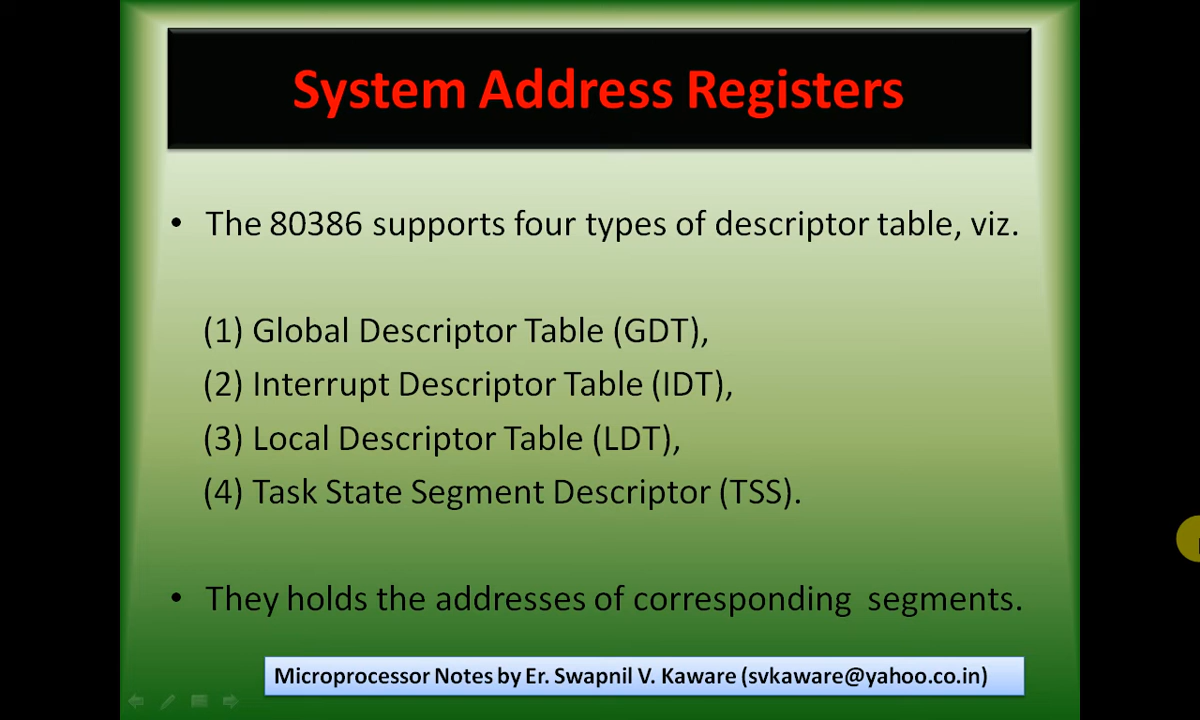 System Address Registers
• The 80386 supports four types of descriptor table, viz.
(1) Global Descriptor Table (GDT),
(2) Interrupt Descriptor Table (IDT),
(3) Local Descriptor Table (LDT),
(4) Task State Segment Descriptor (TSS).
• They holds the addresses of corresponding segments.
Microprocessor Notes by Er. Swapnil V. Kaware (svkaware@yahoo.co.in)